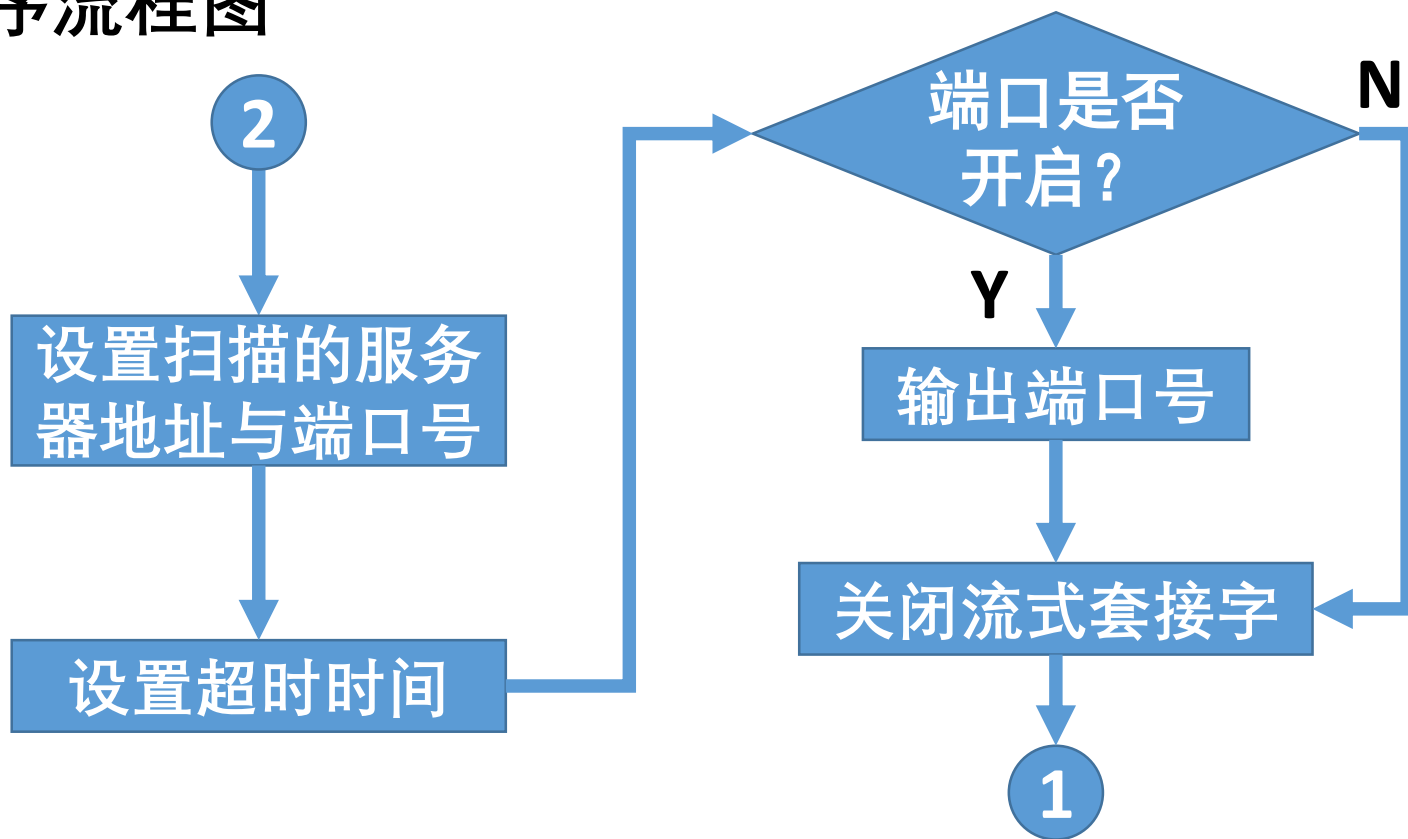 序流程图
2
设置扫描的服务
器地址与端口号
设置超时时间
端口是否
开启？
N
Y
输出端口号
关闭流式套接字
1